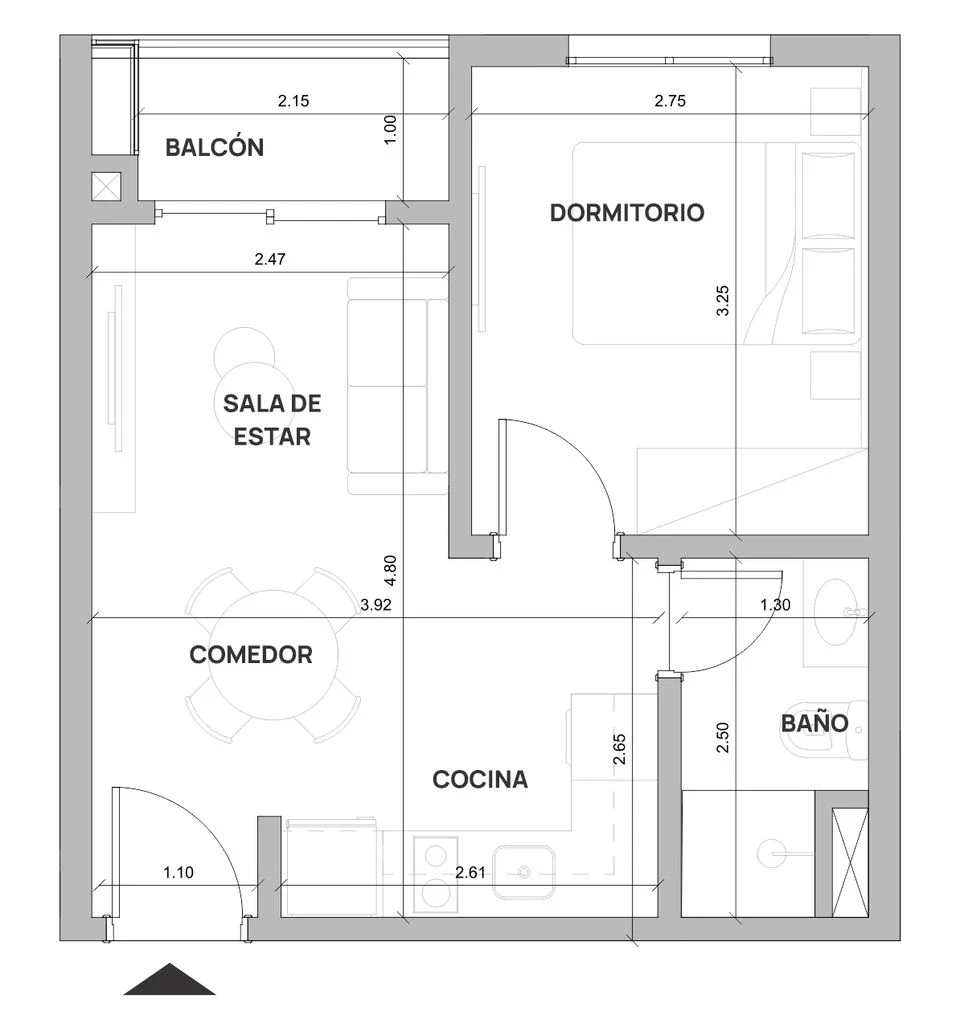 2.15
2.75
1.00
BALCÓN
DORMITORIO
2.47
3.25
SALA DE
ESTAR
4.80
3.92
1.30
COMEDOR
BAÑO
2.65
2.50
COCINA
1.10
2.61